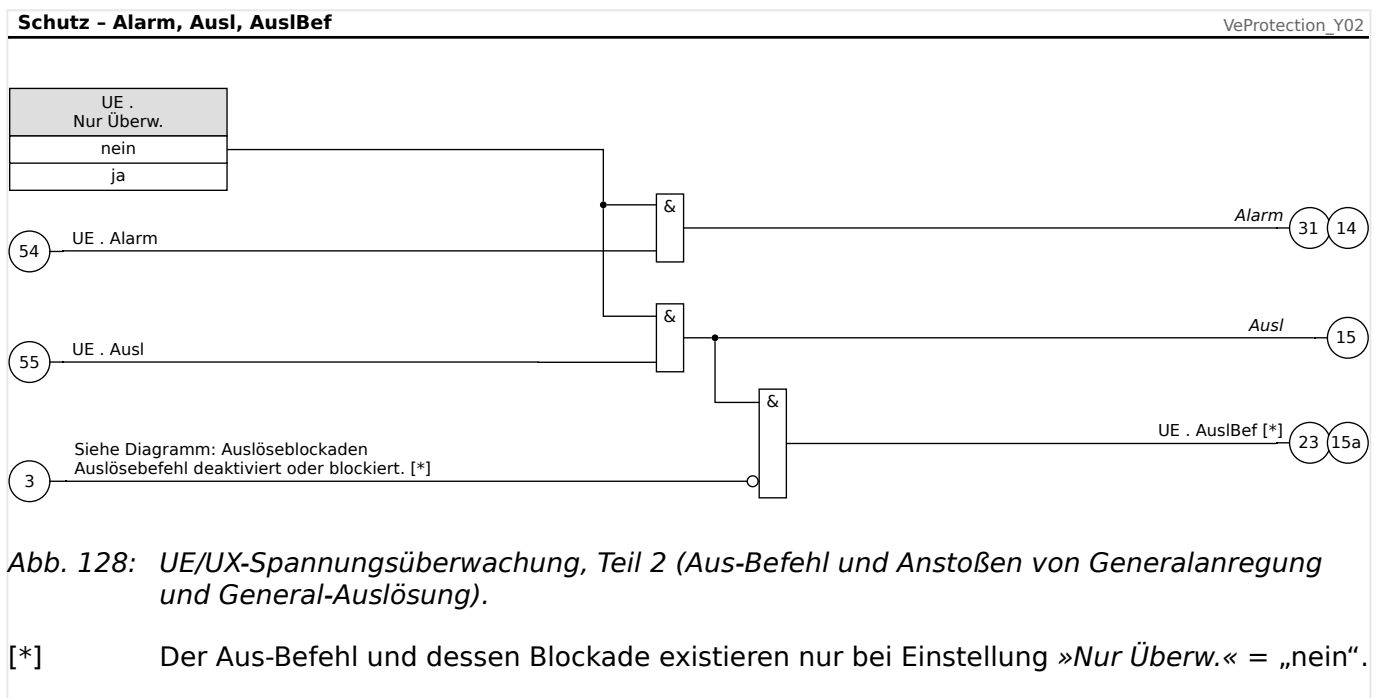 Schutz – Alarm, Ausl, AuslBef
VeProtection_Y02
UE .
Nur Überw.
nein
ja
&
Alarm
31
14
54
UE . Alarm
&
Ausl
15
55
UE . Ausl
&
UE . AuslBef [*]
23
15a
Siehe Diagramm: Auslöseblockaden
Auslösebefehl deaktiviert oder blockiert. [*]
3
Abb. 128: UE/UX-Spannungsüberwachung, Teil 2 (Aus-Befehl und Anstoßen von Generalanregung
und General-Auslösung).
[*] Der Aus-Befehl und dessen Blockade existieren nur bei Einstellung »Nur Überw.« = „nein“.